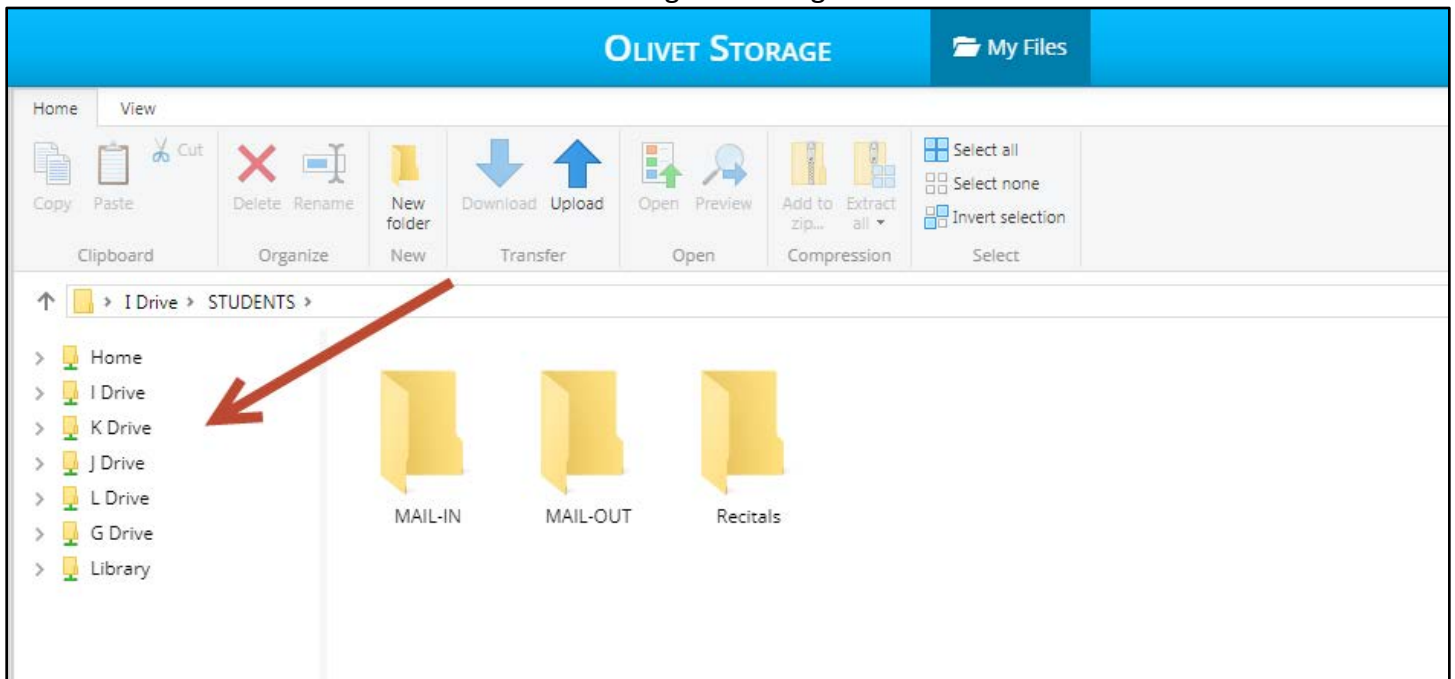 OLIVET STORAGE My Files
Home View
Copy Paste Cut Delete Rename New folder Download Upload Open Preview Add to zip... Extract all Select all
Select none
Invert selection
Clipboard Organize New Transfer Open Compression Select
I Drive > STUDENTS >
> Home
> I Drive
> K Drive
> J Drive
> L Drive
> G Drive
> Library
MAIL-IN MAIL-OUT Recitals